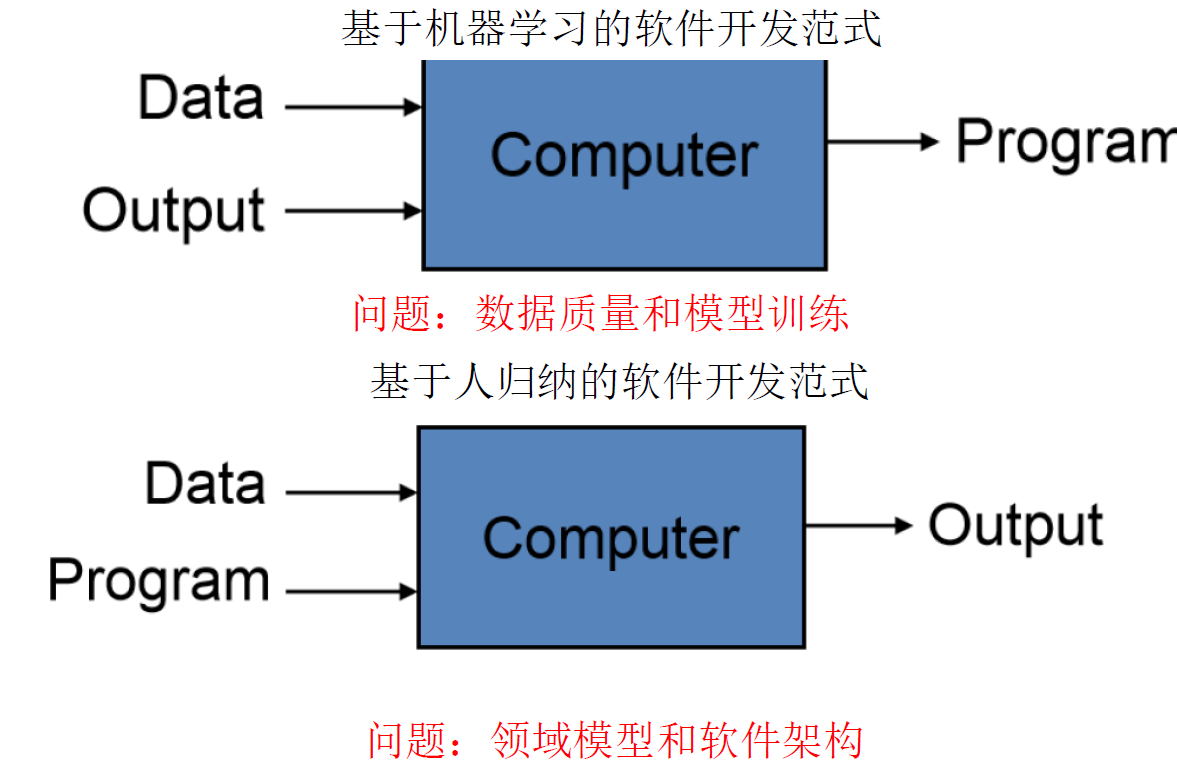 基于机器学习的软件开发范式
Data
Computer
Program
Output
问题：数据质量和模型训练
基于人归纳的软件开发范式
Data
Computer
Output
Program
问题：领域模型和软件架构